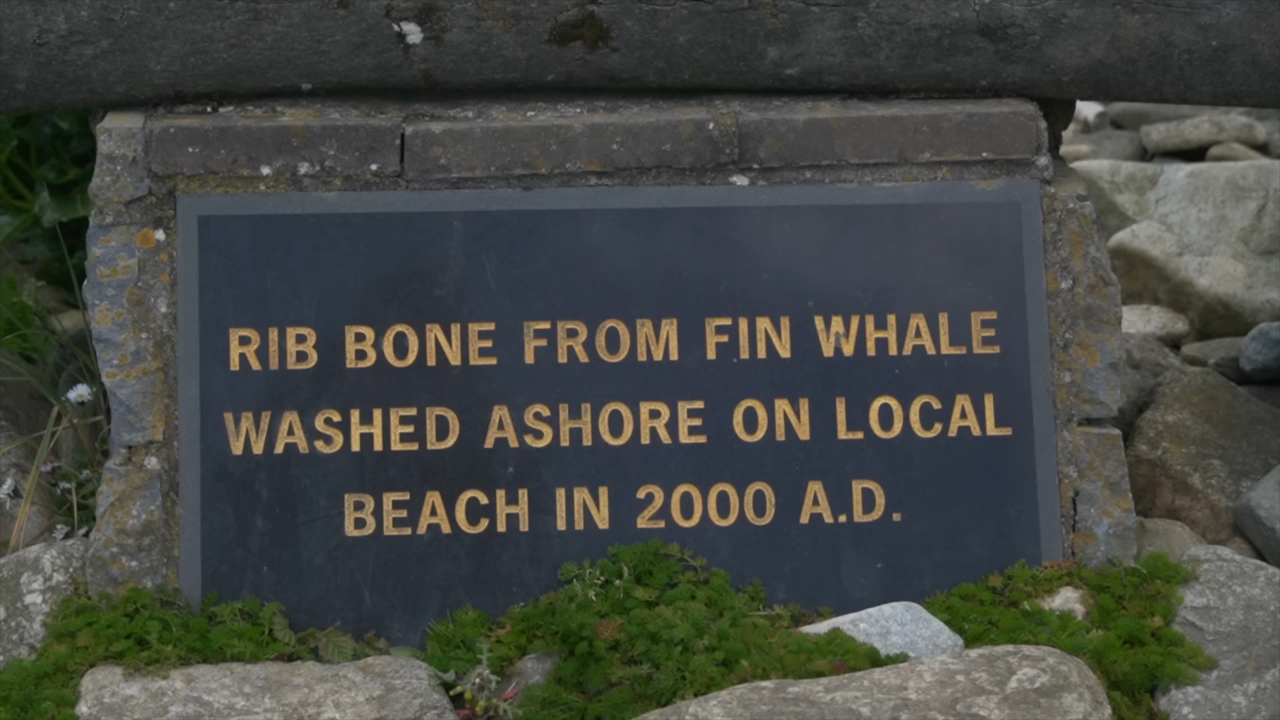 RIB BONE FROM FIN WHALE
WASHED ASHORE ON LOCAL
BEACH IN 2000 A.D.